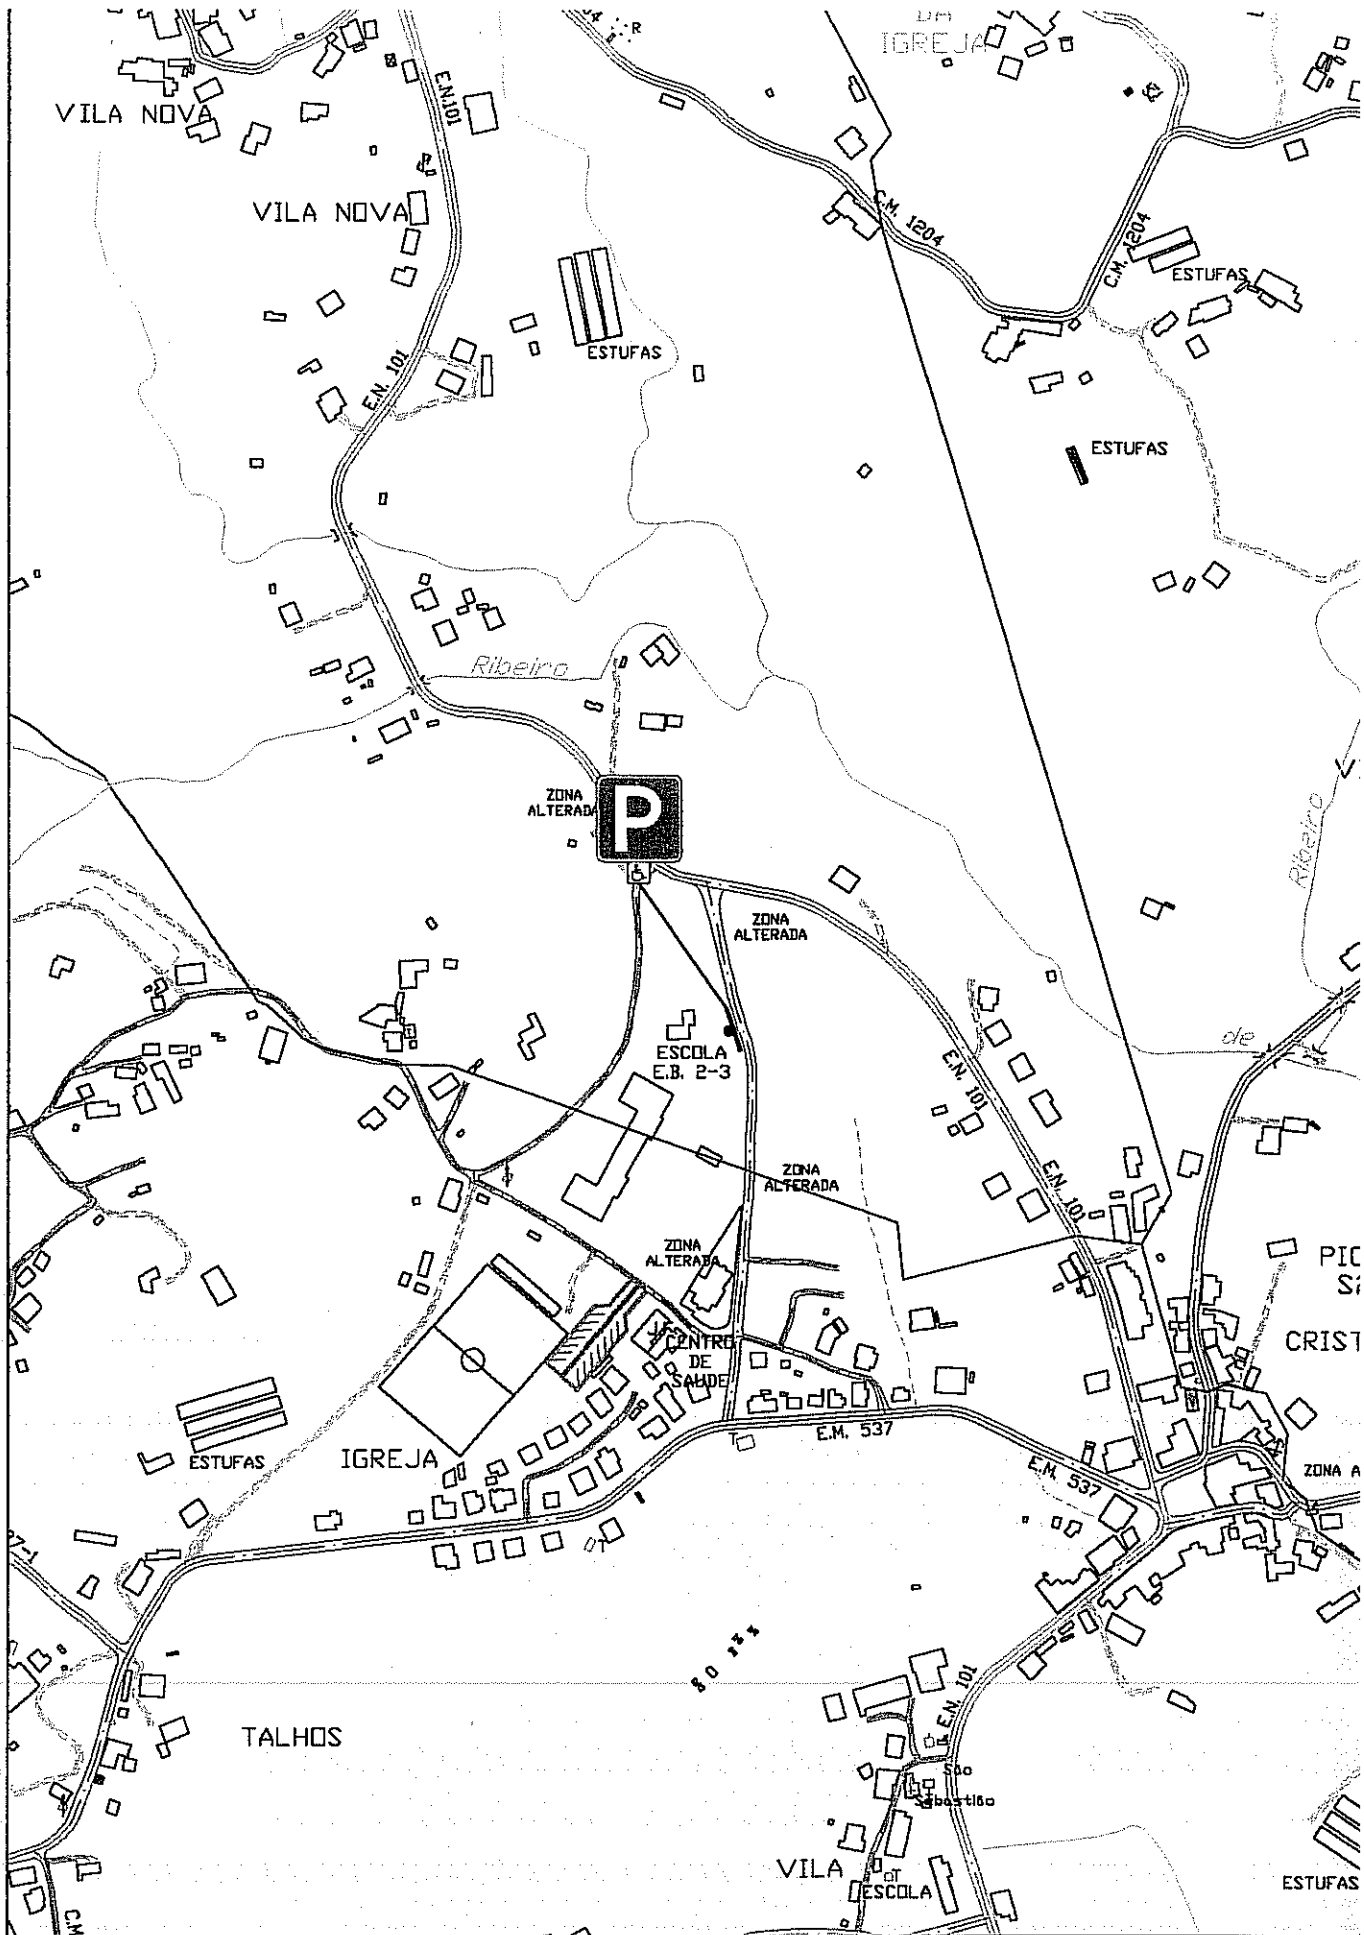 DA
IGREJA
R
E.N.101
VILA NOVA
VILA NOVA
C.M. 1204
C.M. 1204
ESTUFAS
ESTUFAS
E.N. 101
ESTUFAS
Ribeiro
ZONA
ALTERADA
P
Ribeiro
ZONA
ALTERADA
de
ESCOLA
E.B. 2-3
E.N. 101
ZONA
ALTERADA
E.N. 101
ZONA
ALTERADA
PIC
CRIST
CENTRO
DE
SAUDE
E.M. 537
IGREJA
ESTUFAS
E.M. 537
ZONA A
E.N. 101
TALHOS
São
Sebastião
VILA
T
ESCOLA
ESTUFAS
C.M